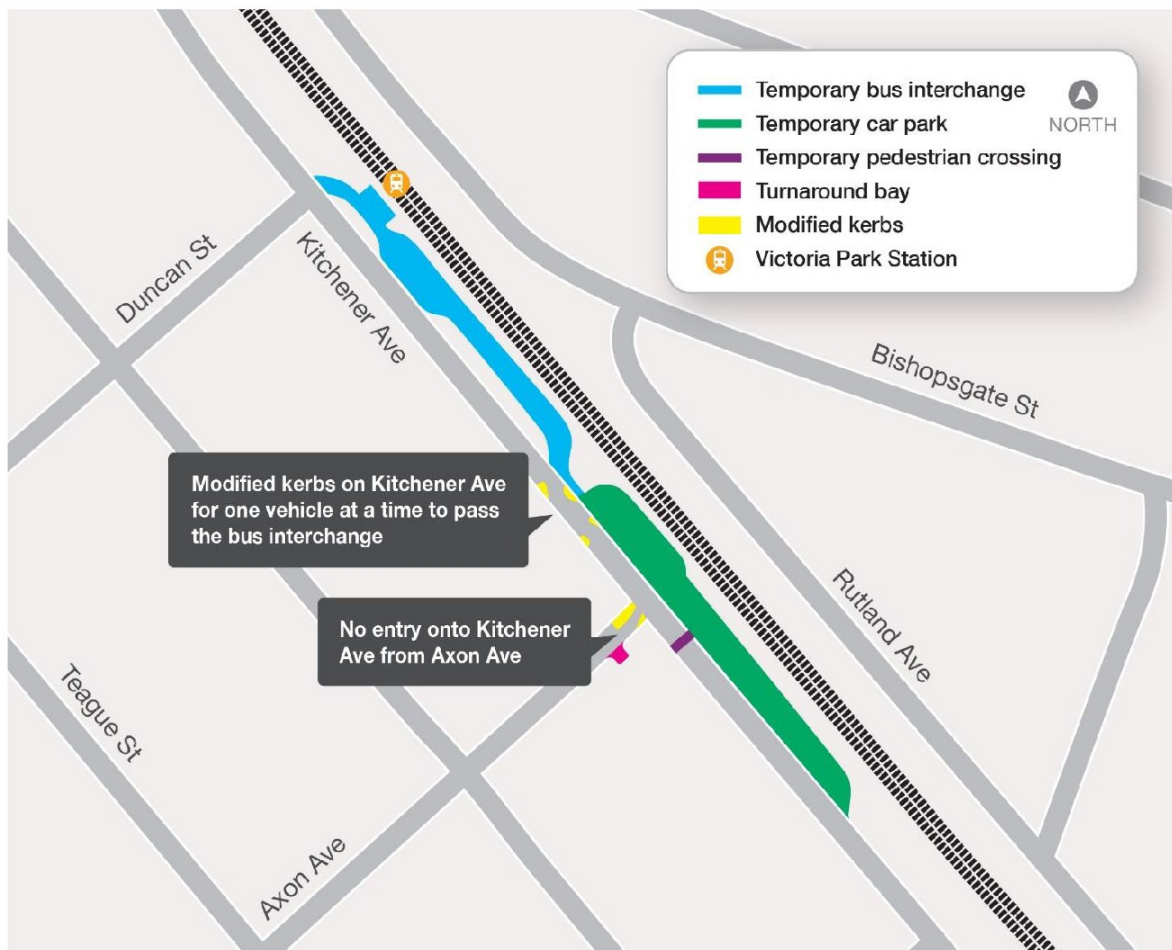 Temporary bus interchange
Temporary car park
NORTH
Temporary pedestrian crossing
Turnaround bay
Modified kerbs
Victoria Park Station
Duncan St
Kitchener Ave
Bishopsgate St
Modified kerbs on Kitchener Ave
for one vehicle at a time to pass
the bus interchange
Rutland Ave
No entry onto Kitchener
Ave from Axon Ave
Teague St
Axon Ave